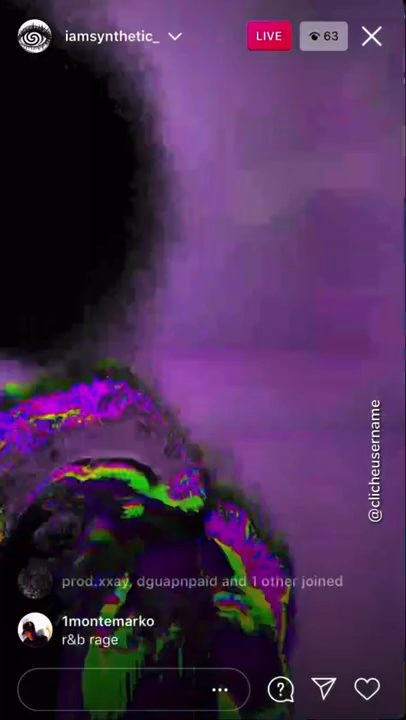 iamsynthetic_
LIVE
63
@clicheusername
prod.xxay, dguapnpaid and 1 other joined
1montemarko
r&b rage